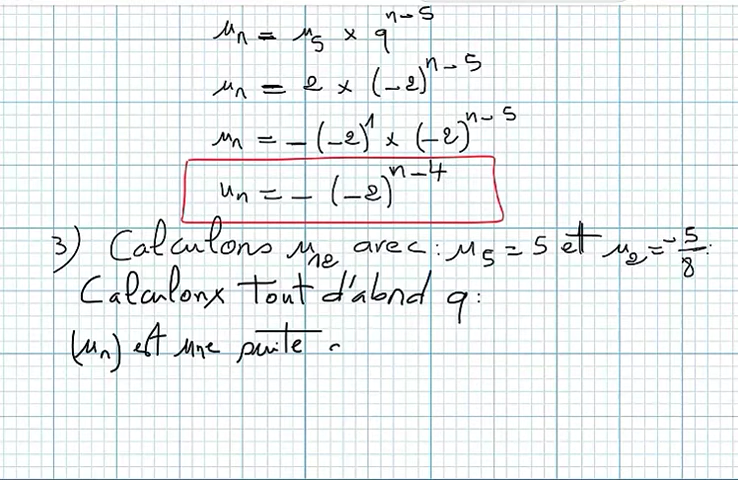 uₙ = u₅ × qⁿ⁻⁵
uₙ = 2 × (-2)ⁿ⁻⁵
uₙ = -(-2)¹ × (-2)ⁿ⁻⁵
uₙ = - (-2)ⁿ⁻⁴
3) Calculons u₁₂ avec : u₅ = 5 et u₂ = -5/8 :
Calculons tout d'abord q :
(uₙ) est une suite